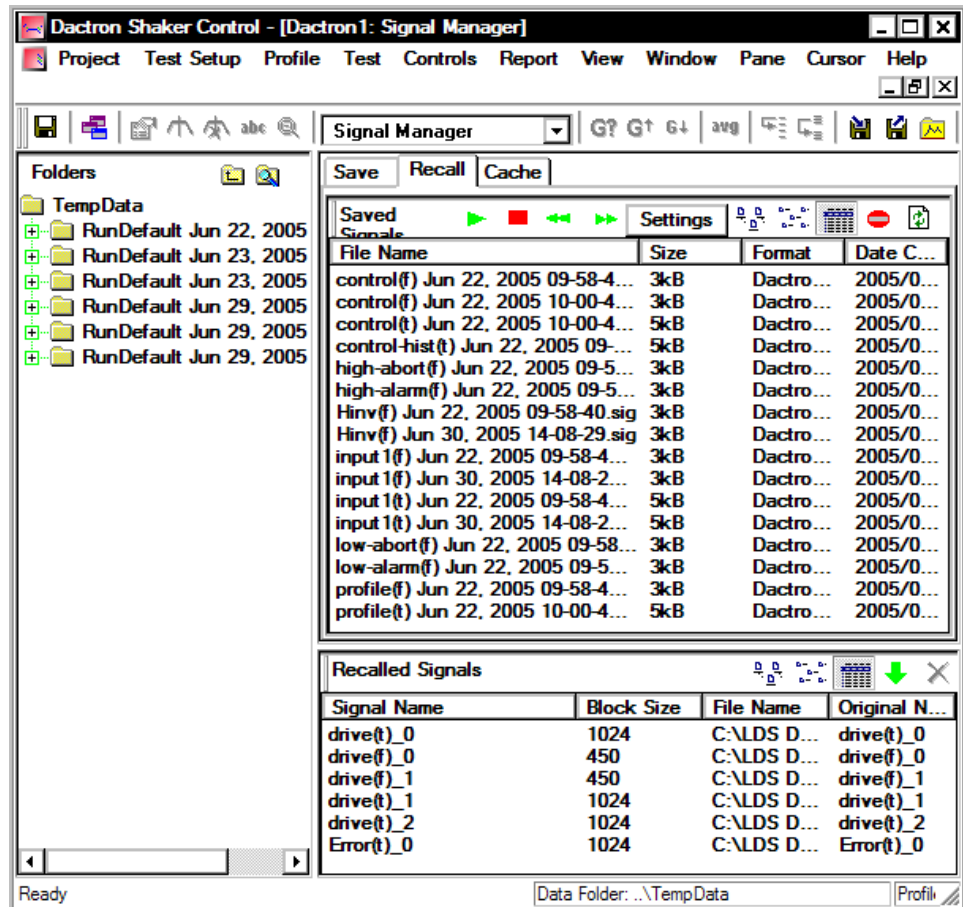 Dactron Shaker Control - [Dactron1: Signal Manager]
Project Test Setup Profile Test Controls Report View Window Pane Cursor Help
abc Signal Manager G? G↑ G↓ avg
Folders
TempData
RunDefault Jun 22, 2005
RunDefault Jun 23, 2005
RunDefault Jun 23, 2005
RunDefault Jun 29, 2005
RunDefault Jun 29, 2005
RunDefault Jun 29, 2005
Save Recall Cache
Saved Signals Settings
File Name Size Format Date C...
control(f) Jun 22, 2005 09-58-4... 3kB Dactro... 2005/0...
control(f) Jun 22, 2005 10-00-4... 3kB Dactro... 2005/0...
control(t) Jun 22, 2005 10-00-4... 5kB Dactro... 2005/0...
control-hist(t) Jun 22, 2005 09-... 5kB Dactro... 2005/0...
high-abort(f) Jun 22, 2005 09-5... 3kB Dactro... 2005/0...
high-alarm(f) Jun 22, 2005 09-5... 3kB Dactro... 2005/0...
Hinv(f) Jun 22, 2005 09-58-40.sig 3kB Dactro... 2005/0...
Hinv(f) Jun 30, 2005 14-08-29.sig 3kB Dactro... 2005/0...
input1(f) Jun 22, 2005 09-58-4... 3kB Dactro... 2005/0...
input1(f) Jun 30, 2005 14-08-2... 3kB Dactro... 2005/0...
input1(t) Jun 22, 2005 09-58-4... 5kB Dactro... 2005/0...
input1(t) Jun 30, 2005 14-08-2... 5kB Dactro... 2005/0...
low-abort(f) Jun 22, 2005 09-58... 3kB Dactro... 2005/0...
low-alarm(f) Jun 22, 2005 09-5... 3kB Dactro... 2005/0...
profile(f) Jun 22, 2005 09-58-4... 3kB Dactro... 2005/0...
profile(t) Jun 22, 2005 10-00-4... 5kB Dactro... 2005/0...
Recalled Signals
Signal Name Block Size File Name Original N...
drive(t)_0 1024 C:\LDS D... drive(t)_0
drive(f)_0 450 C:\LDS D... drive(f)_0
drive(f)_1 450 C:\LDS D... drive(f)_1
drive(t)_1 1024 C:\LDS D... drive(t)_1
drive(t)_2 1024 C:\LDS D... drive(t)_2
Error(t)_0 1024 C:\LDS D... Error(t)_0
Ready Data Folder: ..\TempData Profil